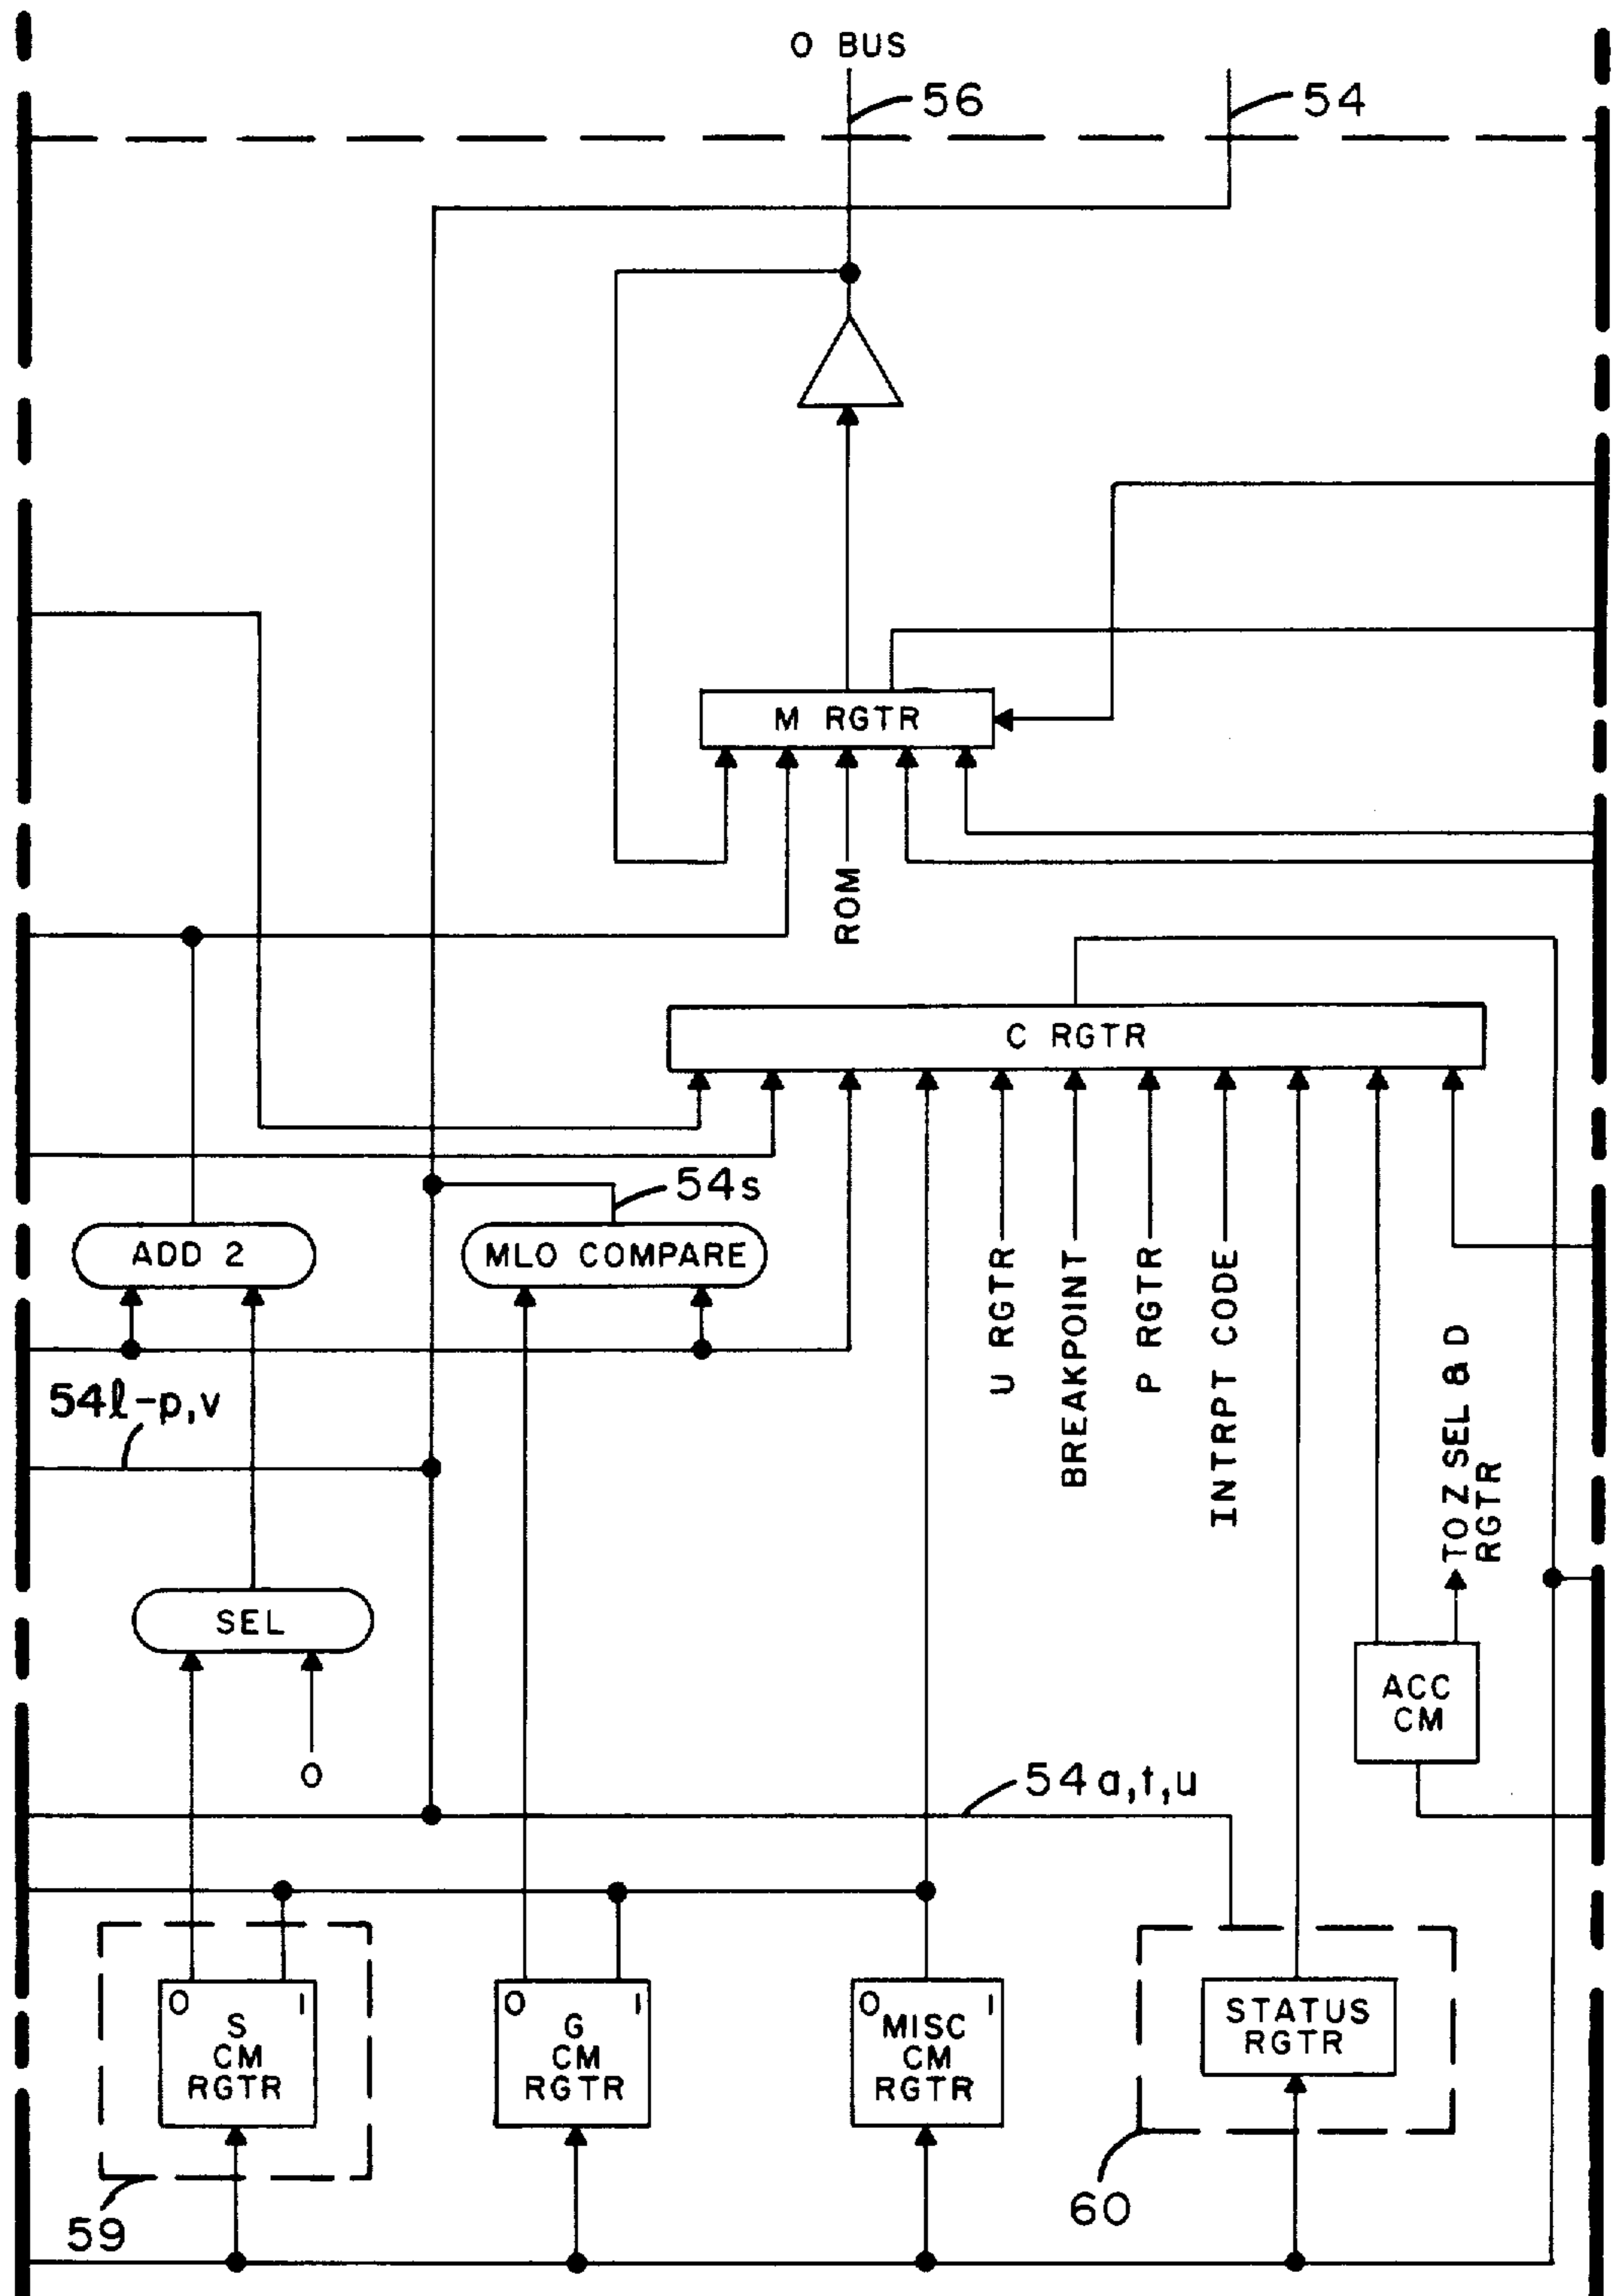 O BUS
56
54
M RGTR
ROM
C RGTR
54s
ADD 2
MLO COMPARE
U RGTR
BREAKPOINT
P RGTR
INTRPT CODE
TO Z SEL & D
RGTR
54ℓ-p,v
SEL
ACC
CM
0
54a,t,u
0 1
S
CM
RGTR
0 1
G
CM
RGTR
0 1
MISC
CM
RGTR
STATUS
RGTR
59
60